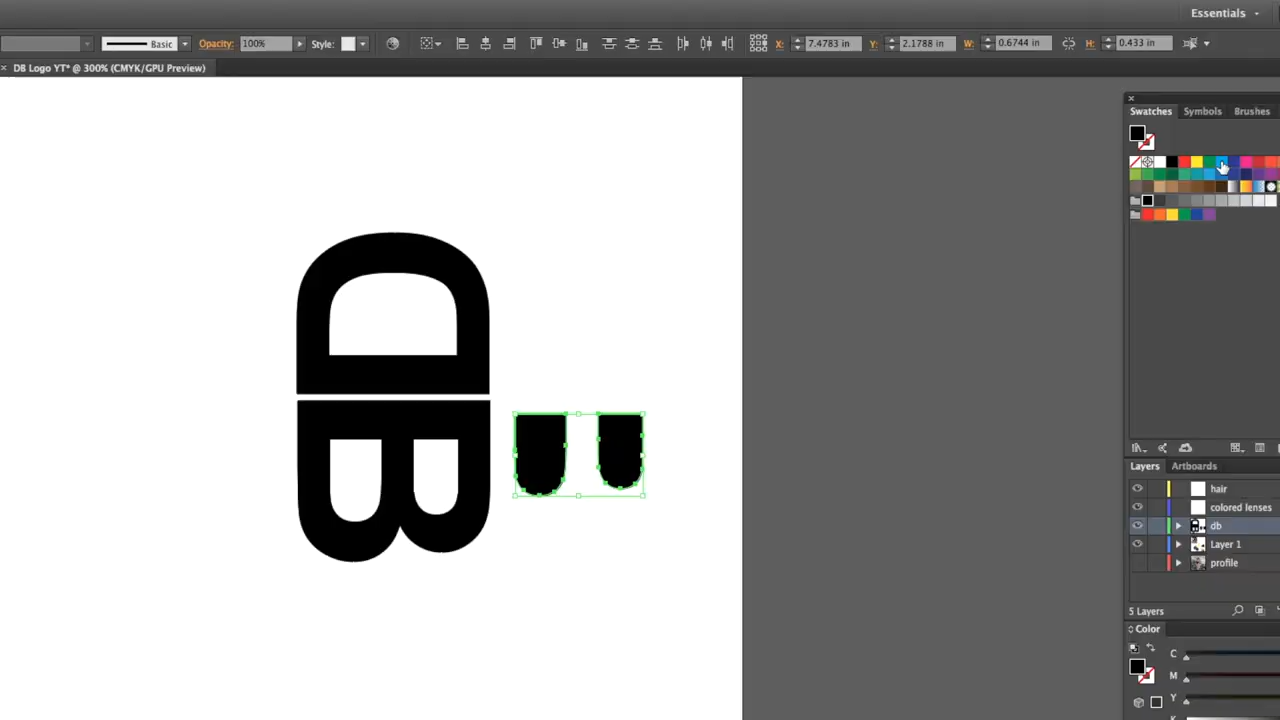 Essentials
Basic Opacity: 100% Style: X: 7.4783 in Y: 2.1788 in W: 0.6744 in H: 0.433 in
× DB Logo YT* @ 300% (CMYK/GPU Preview)
Swatches Symbols Brushes
DB
Layers Artboards
hair
colored lenses
db
Layer 1
profile
5 Layers
Color
C
M
Y
K